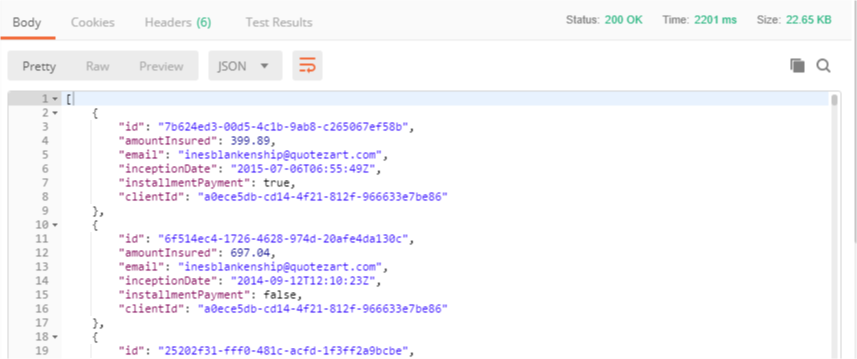 Body Cookies Headers (6) Test Results Status: 200 OK Time: 2201 ms Size: 22.65 KB
Pretty Raw Preview JSON
1 [
2 {
3 "id": "7b624ed3-00d5-4c1b-9ab8-c265067ef58b",
4 "amountInsured": 399.89,
5 "email": "inesblankenship@quotezart.com",
6 "inceptionDate": "2015-07-06T06:55:49Z",
7 "installmentPayment": true,
8 "clientId": "a0ece5db-cd14-4f21-812f-966633e7be86"
9 },
10 {
11 "id": "6f514ec4-1726-4628-974d-20afe4da130c",
12 "amountInsured": 697.04,
13 "email": "inesblankenship@quotezart.com",
14 "inceptionDate": "2014-09-12T12:10:23Z",
15 "installmentPayment": false,
16 "clientId": "a0ece5db-cd14-4f21-812f-966633e7be86"
17 },
18 {
19 "id": "25202f31-fff0-481c-acfd-1f3ff2a9bcbe",